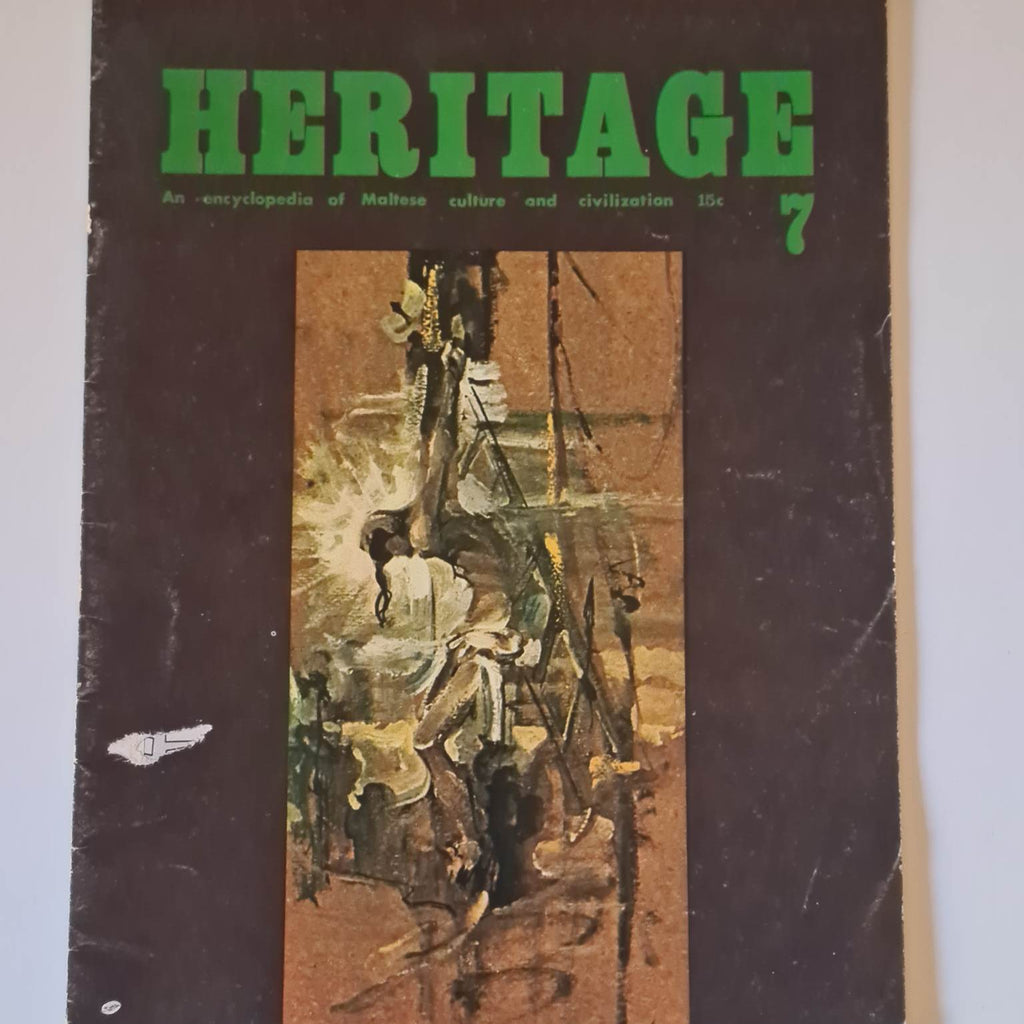 HERITAGE
An encyclopedia of Maltese culture and civilization 15c
7